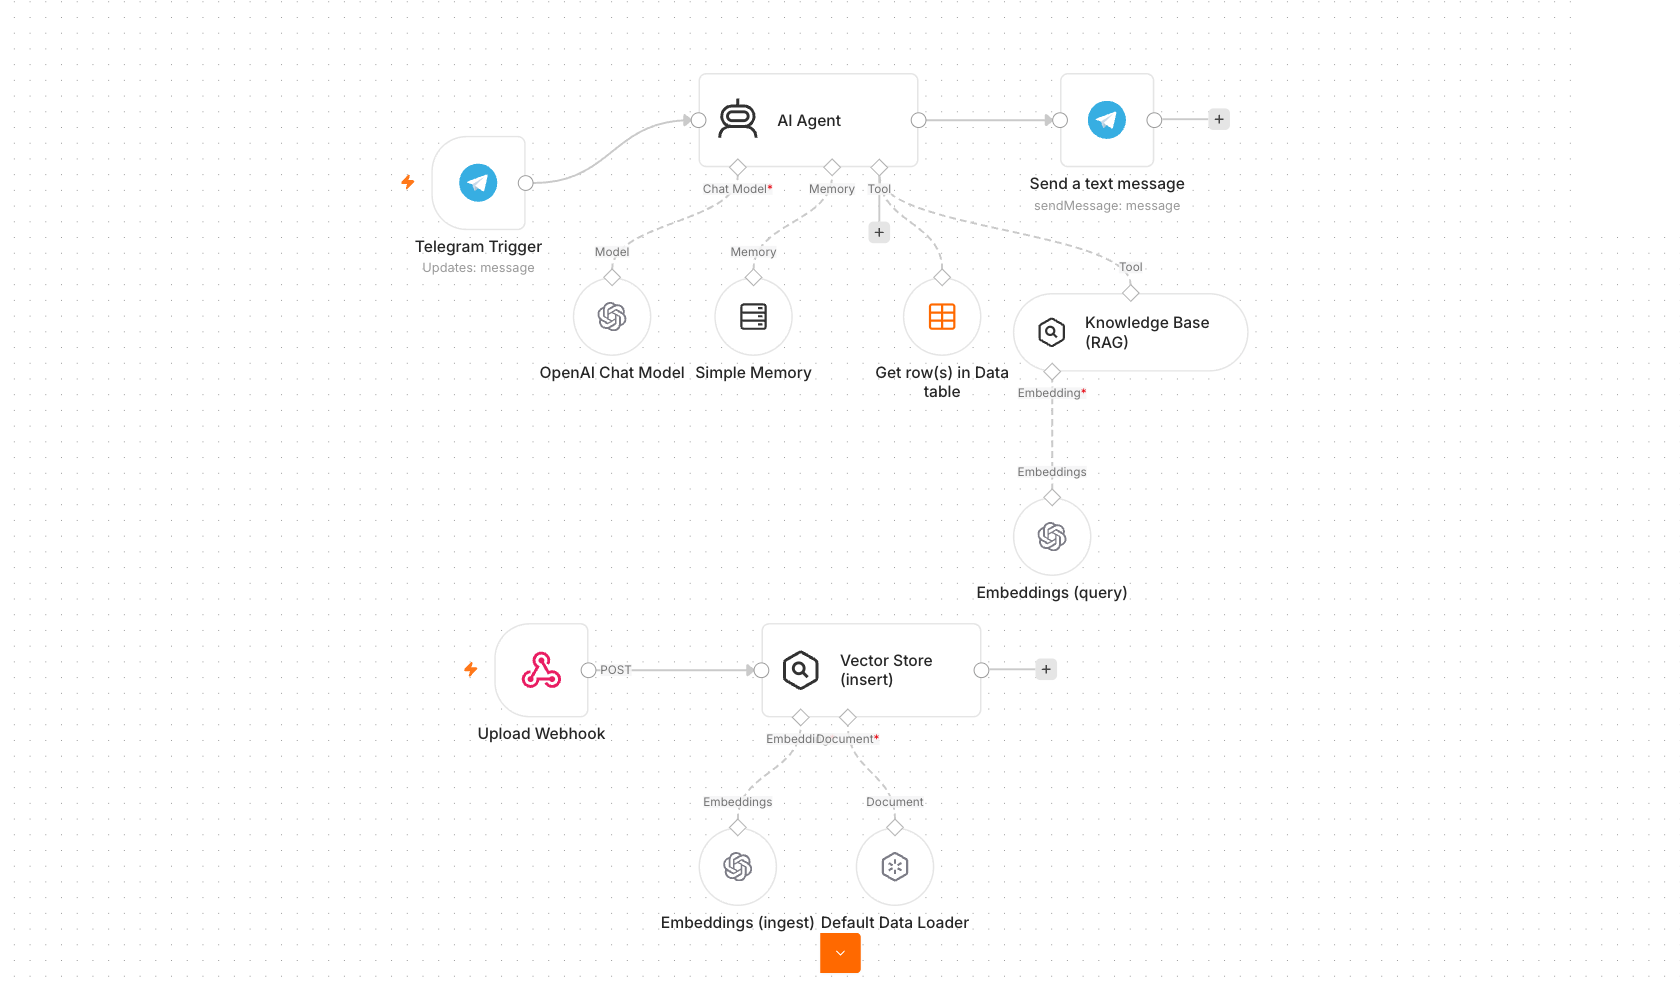 AI Agent
Chat Model*
Memory
Tool
+
Send a text message
sendMessage: message
+
Telegram Trigger
Updates: message
Model
Memory
Tool
OpenAI Chat Model
Simple Memory
Get row(s) in Data
table
Knowledge Base
(RAG)
Embedding*
Embeddings
Embeddings (query)
POST
Vector Store
(insert)
+
Upload Webhook
Document*
Embeddings
Document
Embeddings (ingest)
Default Data Loader